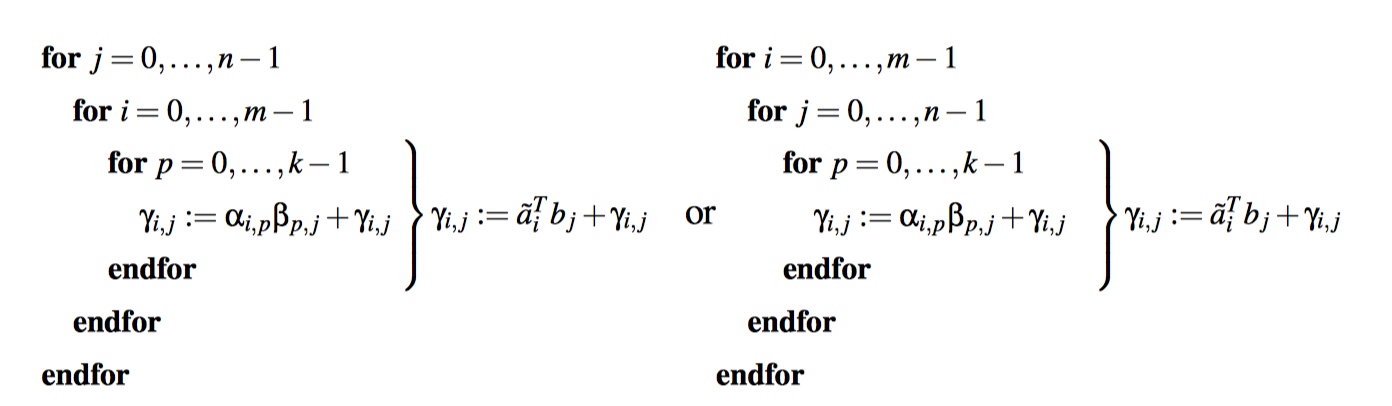 for j = 0,...,n − 1
for i = 0,...,m − 1
for p = 0,...,k − 1
γi,j := αi,pβp,j + γi,j } γi,j := ãiᵀ bj + γi,j
endfor
endfor
endfor
or
for i = 0,...,m − 1
for j = 0,...,n − 1
for p = 0,...,k − 1
γi,j := αi,pβp,j + γi,j } γi,j := ãiᵀ bj + γi,j
endfor
endfor
endfor